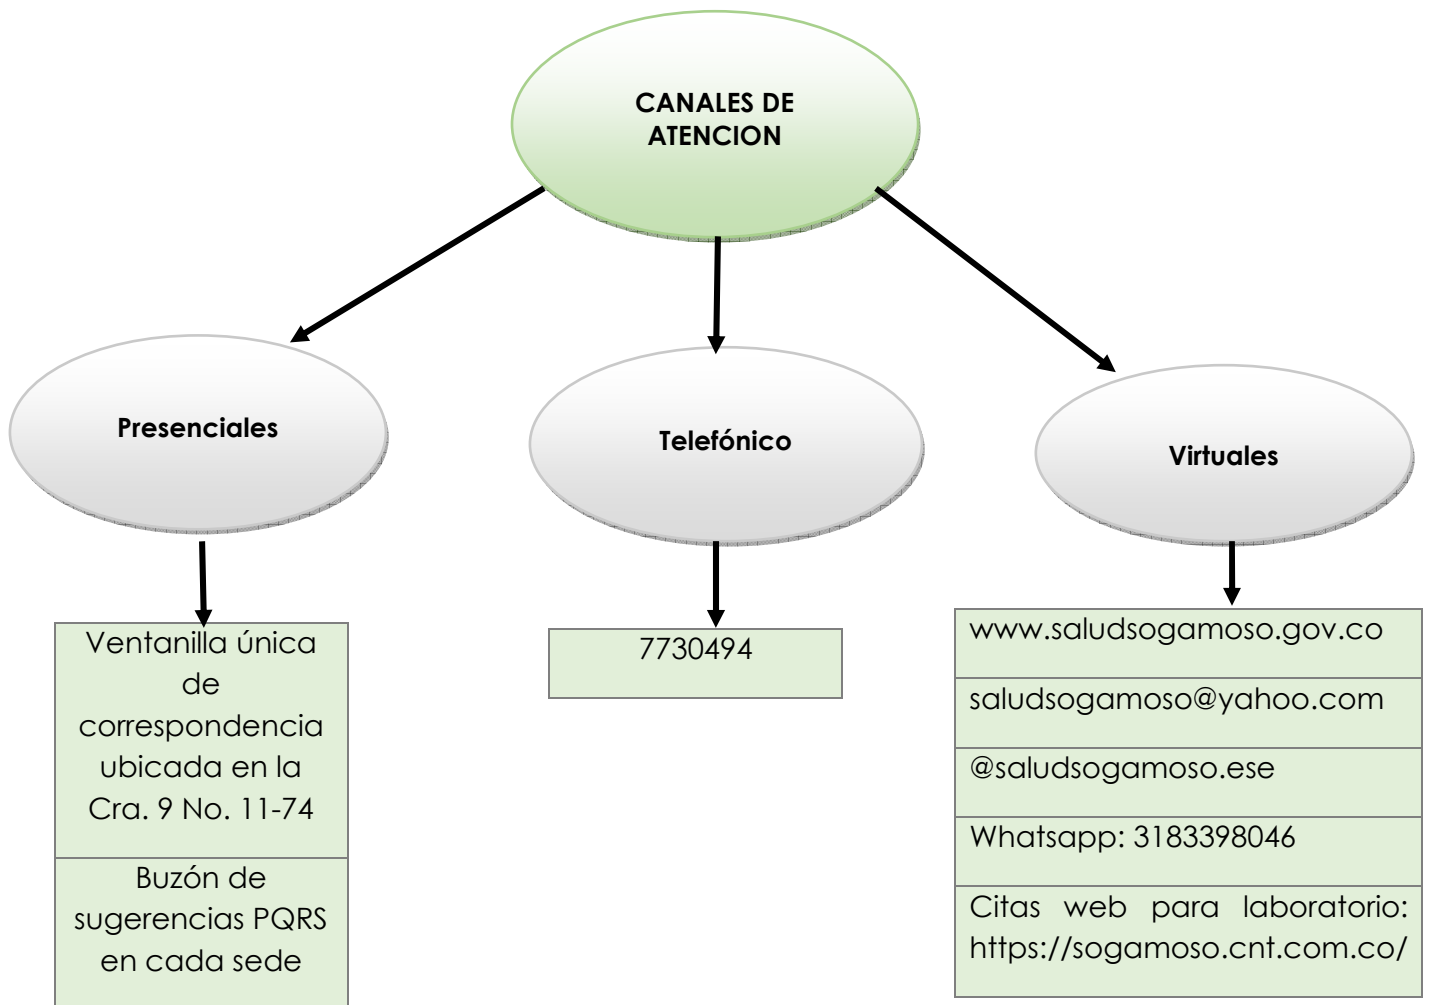 CANALES DE
ATENCION
Presenciales
Telefónico
Virtuales
Ventanilla única
de
correspondencia
ubicada en la
Cra. 9 No. 11-74
Buzón de
sugerencias PQRS
en cada sede
7730494
www.saludsogamoso.gov.co
saludsogamoso@yahoo.com
@saludsogamoso.ese
Whatsapp: 3183398046
Citas web para laboratorio:
https://sogamoso.cnt.com.co/